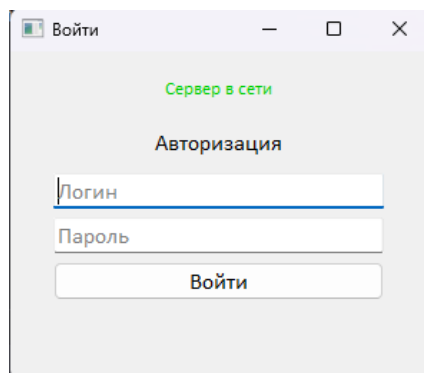 Войти
Сервер в сети
Авторизация
Логин
Пароль
Войти